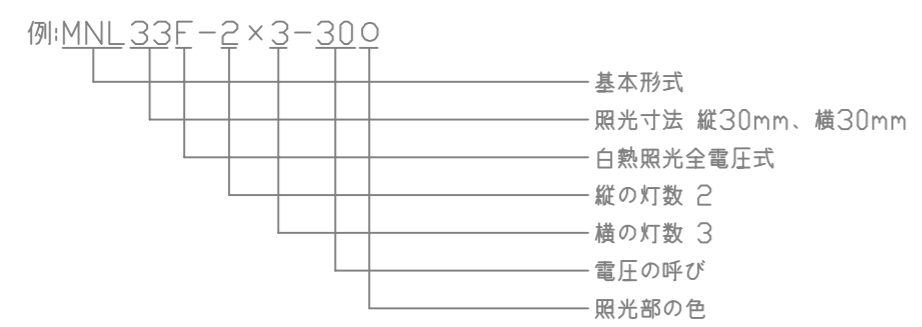 例:MNL33F-2×3-30O
基本形式
照光寸法 縦30mm、横30mm
白熱照光全電圧式
縦の灯数 2
横の灯数 3
電圧の呼び
照光部の色